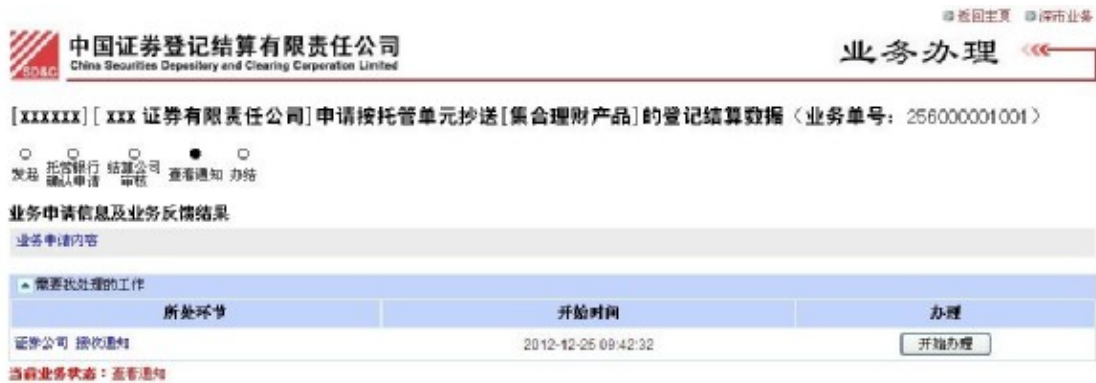 返回主页 深市业务
SD&C
中国证券登记结算有限责任公司
China Securities Depository and Clearing Corporation Limited
业务办理
[xxxxxx][ xxx 证券有限责任公司]申请按托管单元抄送[集合理财产品]的登记结算数据（业务单号：256000001001）
发起 托管银行确认申请 结算公司审核 查看通知 办结
业务申请信息及业务反馈结果
业务申请内容
需要我处理的工作
所处环节 开始时间 办理
证券公司 接收通知 2012-12-25 09:42:32 开始办理
当前业务状态：查看通知